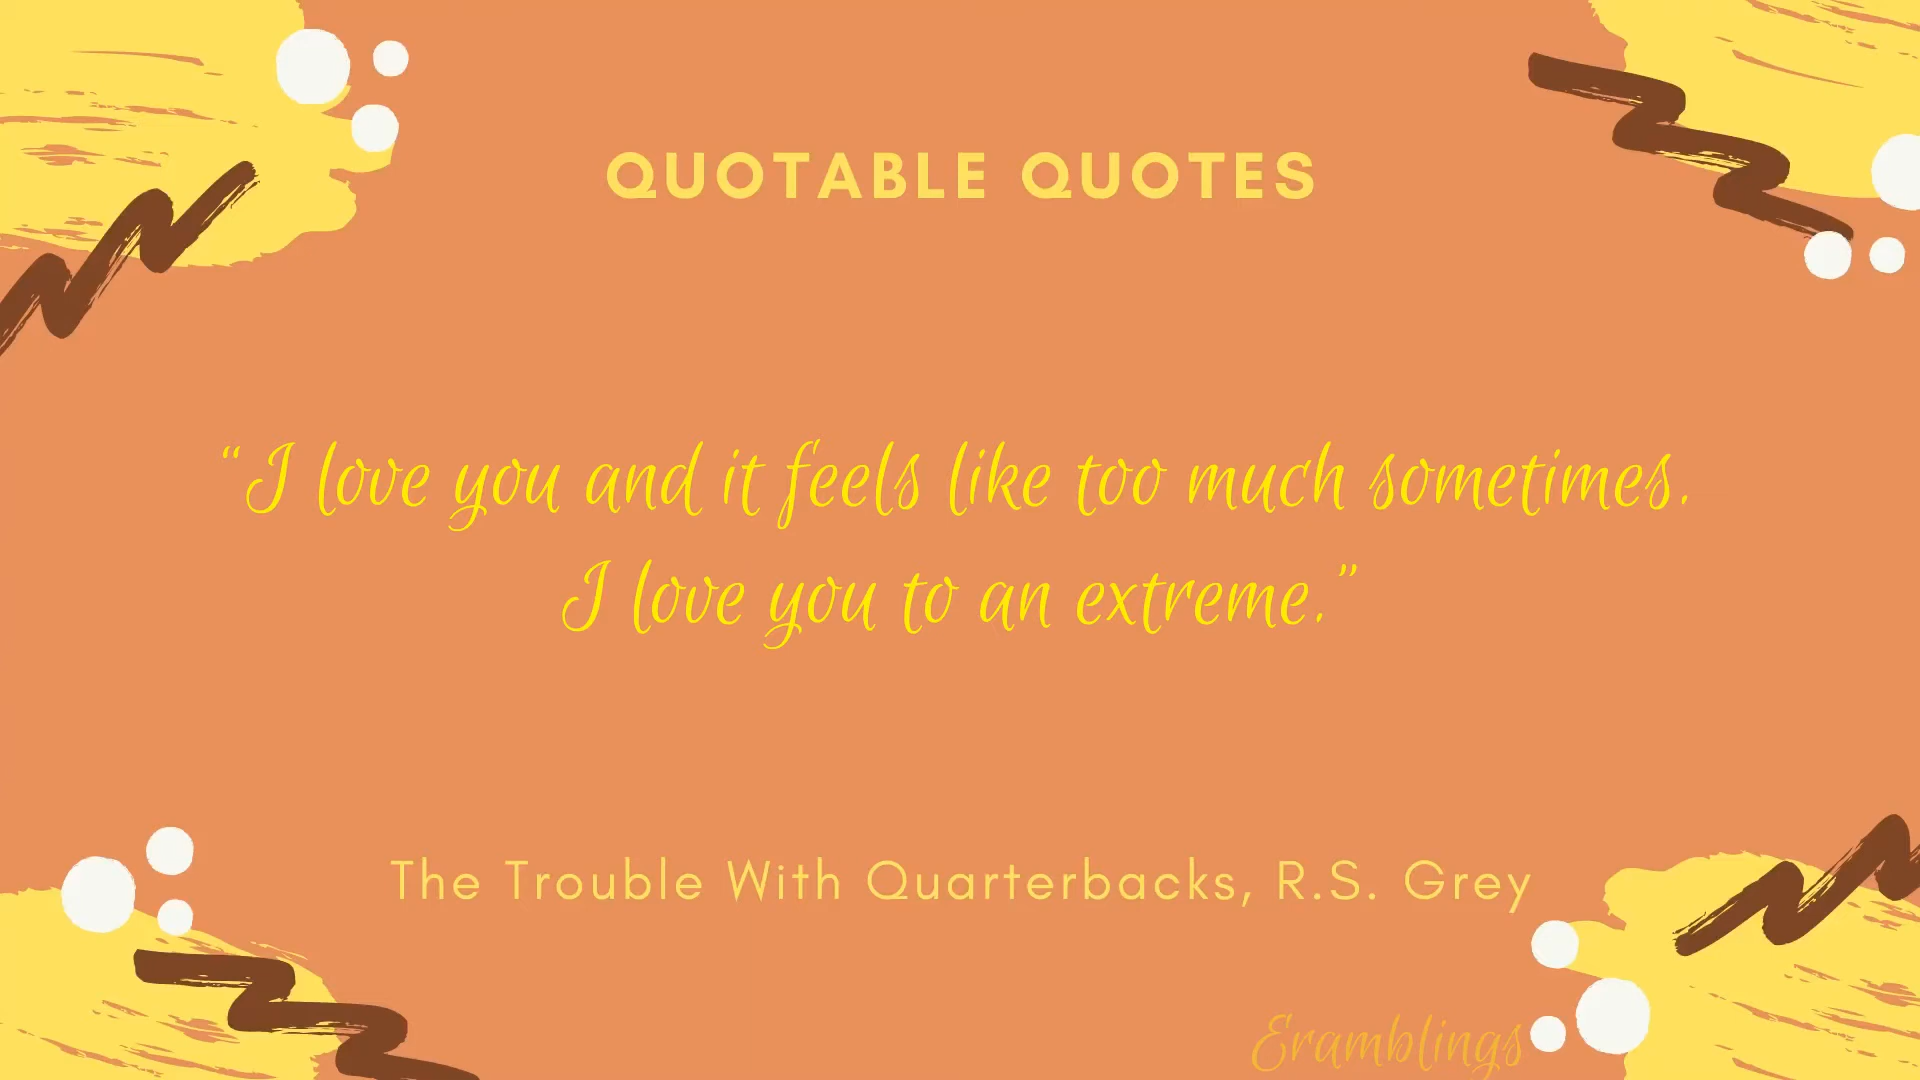 QUOTABLE QUOTES
“I love you and it feels like too much sometimes.
I love you to an extreme.”
The Trouble With Quarterbacks, R.S. Grey
Eramblings